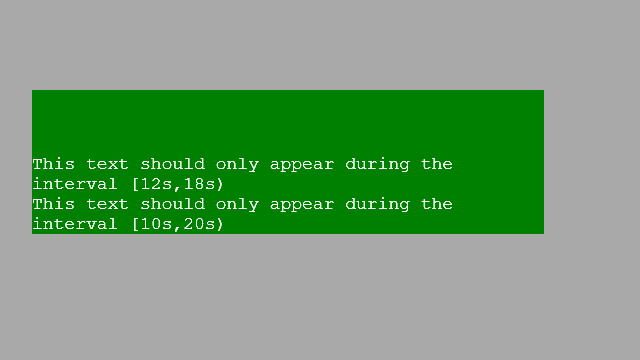 This text should only appear during the
interval [12s,18s)
This text should only appear during the
interval [10s,20s)